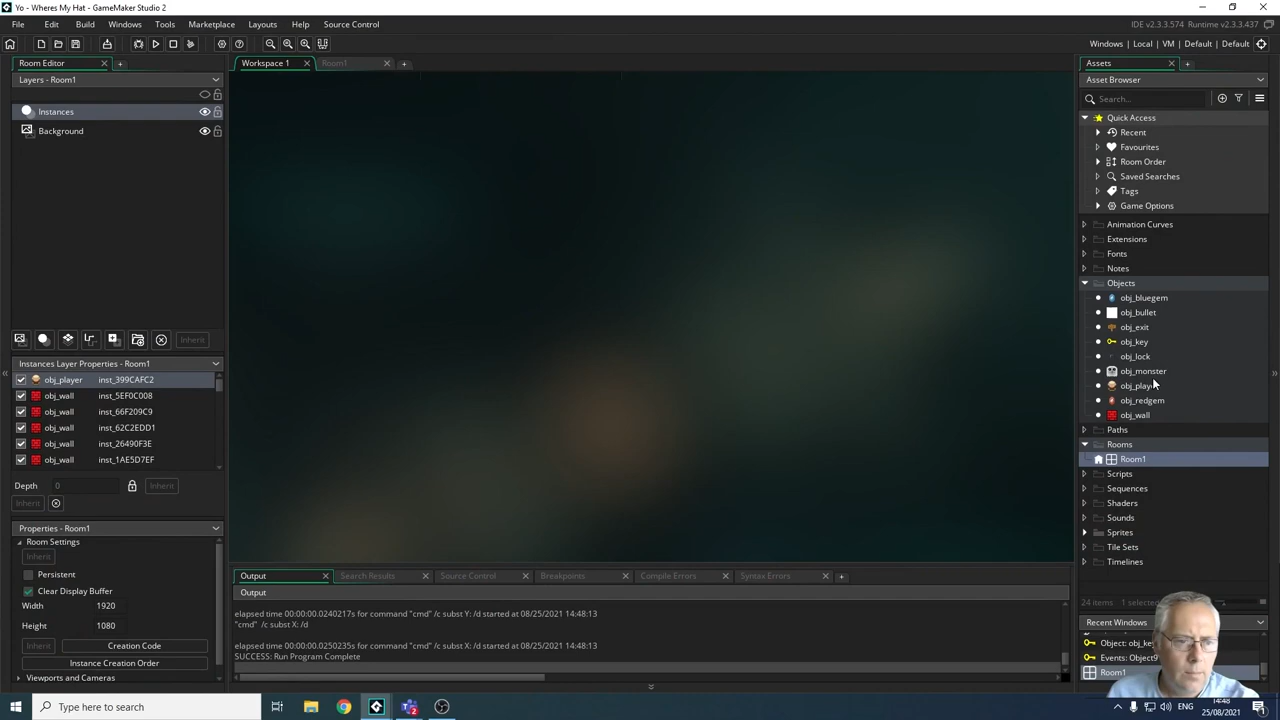 Yo - Wheres My Hat - GameMaker Studio 2
File Edit Build Windows Tools Marketplace Layouts Help Source Control
IDE v2.3.3.574 Runtime v2.3.3.437
Windows | Local | VM | Default | Default
Room Editor
Workspace 1
Room1
Assets
Layers - Room1
Asset Browser
Search...
Instances
Background
Quick Access
Recent
Favourites
Room Order
Saved Searches
Tags
Game Options
Animation Curves
Extensions
Fonts
Notes
Objects
obj_bluegem
obj_bullet
obj_exit
obj_key
obj_lock
obj_monster
obj_redgem
obj_wall
Paths
Rooms
Room1
Scripts
Sequences
Shaders
Sounds
Sprites
Tile Sets
Timelines
Inherit
Instances Layer Properties - Room1
obj_player inst_399CAFC2
obj_wall inst_5EF0C008
obj_wall inst_66F209C9
obj_wall inst_62C2EDD1
obj_wall inst_26490F3E
obj_wall inst_1AE5D7EF
Depth 0 Inherit
Inherit
Properties - Room1
Room Settings
Inherit
Persistent
Clear Display Buffer
Width 1920
Height 1080
Inherit Creation Code
Instance Creation Order
Viewports and Cameras
Output Search Results Source Control Breakpoints Compile Errors Syntax Errors
Output
elapsed time 00:00:00.0240217s for command "cmd" /c subst Y: /d started at 08/25/2021 14:48:13
"cmd" /c subst X: /d
elapsed time 00:00:00.0250235s for command "cmd" /c subst X: /d started at 08/25/2021 14:48:13
SUCCESS: Run Program Complete
24 items
Recent Windows
Room1
Type here to search
ENG
14:48
25/08/2021